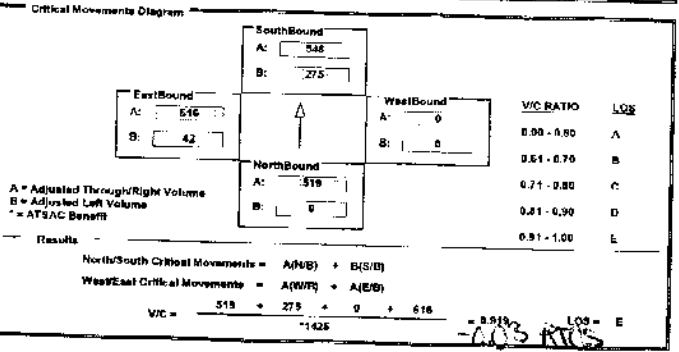 Critical Movements Diagram
SouthBound
A: 548
B: 275
EastBound
A: 616
B: 42
WestBound
A: 0
B: 0
NorthBound
A: 519
B: 0
V/C RATIO LOS
0.00 - 0.60 A
0.61 - 0.70 B
0.71 - 0.80 C
0.81 - 0.90 D
0.91 - 1.00 E
A = Adjusted Through/Right Volume
B = Adjusted Left Volume
* = ATSAC Benefit
Results
North/South Critical Movements = A(N/B) + B(S/B)
West/East Critical Movements = A(W/B) + A(E/B)
V/C = 519 + 275 + 0 + 616 = 0.919 LOS = E
*1425